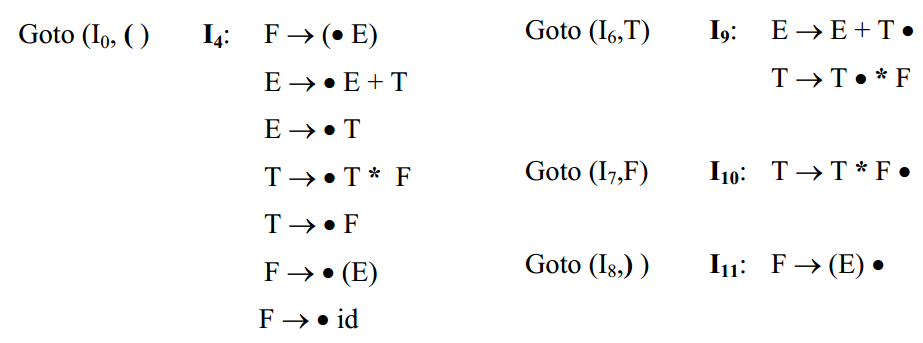 Goto (I₀, ( ) I₄: F → (• E)
E → • E + T
E → • T
T → • T * F
T → • F
F → • (E)
F → • id
Goto (I₆,T) I₉: E → E + T •
T → T • * F
Goto (I₇,F) I₁₀: T → T * F •
Goto (I₈,) ) I₁₁: F → (E) •